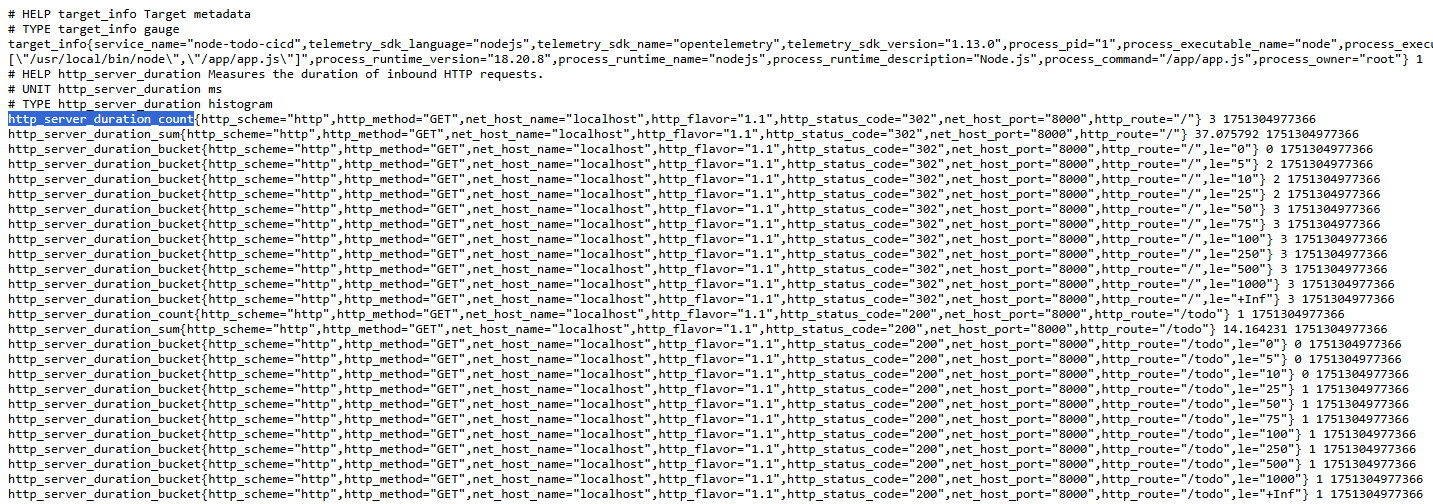 # HELP target_info Target metadata
# TYPE target_info gauge
target_info{service_name="node-todo-cicd",telemetry_sdk_language="nodejs",telemetry_sdk_name="opentelemetry",telemetry_sdk_version="1.13.0",process_pid="1",process_executable_name="node",process_exec
[\"/usr/local/bin/node\",\"/app/app.js\"]",process_runtime_version="18.20.8",process_runtime_name="nodejs",process_runtime_description="Node.js",process_command="/app/app.js",process_owner="root"} 1
# HELP http_server_duration Measures the duration of inbound HTTP requests.
# UNIT http_server_duration ms
# TYPE http_server_duration histogram
http_server_duration_count{http_scheme="http",http_method="GET",net_host_name="localhost",http_flavor="1.1",http_status_code="302",net_host_port="8000",http_route="/"} 3 1751304977366
http_server_duration_sum{http_scheme="http",http_method="GET",net_host_name="localhost",http_flavor="1.1",http_status_code="302",net_host_port="8000",http_route="/"} 37.075792 1751304977366
http_server_duration_bucket{http_scheme="http",http_method="GET",net_host_name="localhost",http_flavor="1.1",http_status_code="302",net_host_port="8000",http_route="/",le="0"} 0 1751304977366
http_server_duration_bucket{http_scheme="http",http_method="GET",net_host_name="localhost",http_flavor="1.1",http_status_code="302",net_host_port="8000",http_route="/",le="5"} 2 1751304977366
http_server_duration_bucket{http_scheme="http",http_method="GET",net_host_name="localhost",http_flavor="1.1",http_status_code="302",net_host_port="8000",http_route="/",le="10"} 2 1751304977366
http_server_duration_bucket{http_scheme="http",http_method="GET",net_host_name="localhost",http_flavor="1.1",http_status_code="302",net_host_port="8000",http_route="/",le="25"} 2 1751304977366
http_server_duration_bucket{http_scheme="http",http_method="GET",net_host_name="localhost",http_flavor="1.1",http_status_code="302",net_host_port="8000",http_route="/",le="50"} 3 1751304977366
http_server_duration_bucket{http_scheme="http",http_method="GET",net_host_name="localhost",http_flavor="1.1",http_status_code="302",net_host_port="8000",http_route="/",le="75"} 3 1751304977366
http_server_duration_bucket{http_scheme="http",http_method="GET",net_host_name="localhost",http_flavor="1.1",http_status_code="302",net_host_port="8000",http_route="/",le="100"} 3 1751304977366
http_server_duration_bucket{http_scheme="http",http_method="GET",net_host_name="localhost",http_flavor="1.1",http_status_code="302",net_host_port="8000",http_route="/",le="250"} 3 1751304977366
http_server_duration_bucket{http_scheme="http",http_method="GET",net_host_name="localhost",http_flavor="1.1",http_status_code="302",net_host_port="8000",http_route="/",le="500"} 3 1751304977366
http_server_duration_bucket{http_scheme="http",http_method="GET",net_host_name="localhost",http_flavor="1.1",http_status_code="302",net_host_port="8000",http_route="/",le="1000"} 3 1751304977366
http_server_duration_bucket{http_scheme="http",http_method="GET",net_host_name="localhost",http_flavor="1.1",http_status_code="302",net_host_port="8000",http_route="/",le="+Inf"} 3 1751304977366
http_server_duration_count{http_scheme="http",http_method="GET",net_host_name="localhost",http_flavor="1.1",http_status_code="200",net_host_port="8000",http_route="/todo"} 1 1751304977366
http_server_duration_sum{http_scheme="http",http_method="GET",net_host_name="localhost",http_flavor="1.1",http_status_code="200",net_host_port="8000",http_route="/todo"} 14.164231 1751304977366
http_server_duration_bucket{http_scheme="http",http_method="GET",net_host_name="localhost",http_flavor="1.1",http_status_code="200",net_host_port="8000",http_route="/todo",le="0"} 0 1751304977366
http_server_duration_bucket{http_scheme="http",http_method="GET",net_host_name="localhost",http_flavor="1.1",http_status_code="200",net_host_port="8000",http_route="/todo",le="5"} 0 1751304977366
http_server_duration_bucket{http_scheme="http",http_method="GET",net_host_name="localhost",http_flavor="1.1",http_status_code="200",net_host_port="8000",http_route="/todo",le="10"} 0 1751304977366
http_server_duration_bucket{http_scheme="http",http_method="GET",net_host_name="localhost",http_flavor="1.1",http_status_code="200",net_host_port="8000",http_route="/todo",le="25"} 1 1751304977366
http_server_duration_bucket{http_scheme="http",http_method="GET",net_host_name="localhost",http_flavor="1.1",http_status_code="200",net_host_port="8000",http_route="/todo",le="50"} 1 1751304977366
http_server_duration_bucket{http_scheme="http",http_method="GET",net_host_name="localhost",http_flavor="1.1",http_status_code="200",net_host_port="8000",http_route="/todo",le="75"} 1 1751304977366
http_server_duration_bucket{http_scheme="http",http_method="GET",net_host_name="localhost",http_flavor="1.1",http_status_code="200",net_host_port="8000",http_route="/todo",le="100"} 1 1751304977366
http_server_duration_bucket{http_scheme="http",http_method="GET",net_host_name="localhost",http_flavor="1.1",http_status_code="200",net_host_port="8000",http_route="/todo",le="250"} 1 1751304977366
http_server_duration_bucket{http_scheme="http",http_method="GET",net_host_name="localhost",http_flavor="1.1",http_status_code="200",net_host_port="8000",http_route="/todo",le="500"} 1 1751304977366
http_server_duration_bucket{http_scheme="http",http_method="GET",net_host_name="localhost",http_flavor="1.1",http_status_code="200",net_host_port="8000",http_route="/todo",le="1000"} 1 1751304977366
http_server_duration_bucket{http_scheme="http",http_method="GET",net_host_name="localhost",http_flavor="1.1",http_status_code="200",net_host_port="8000",http_route="/todo",le="+Inf"} 1 1751304977366